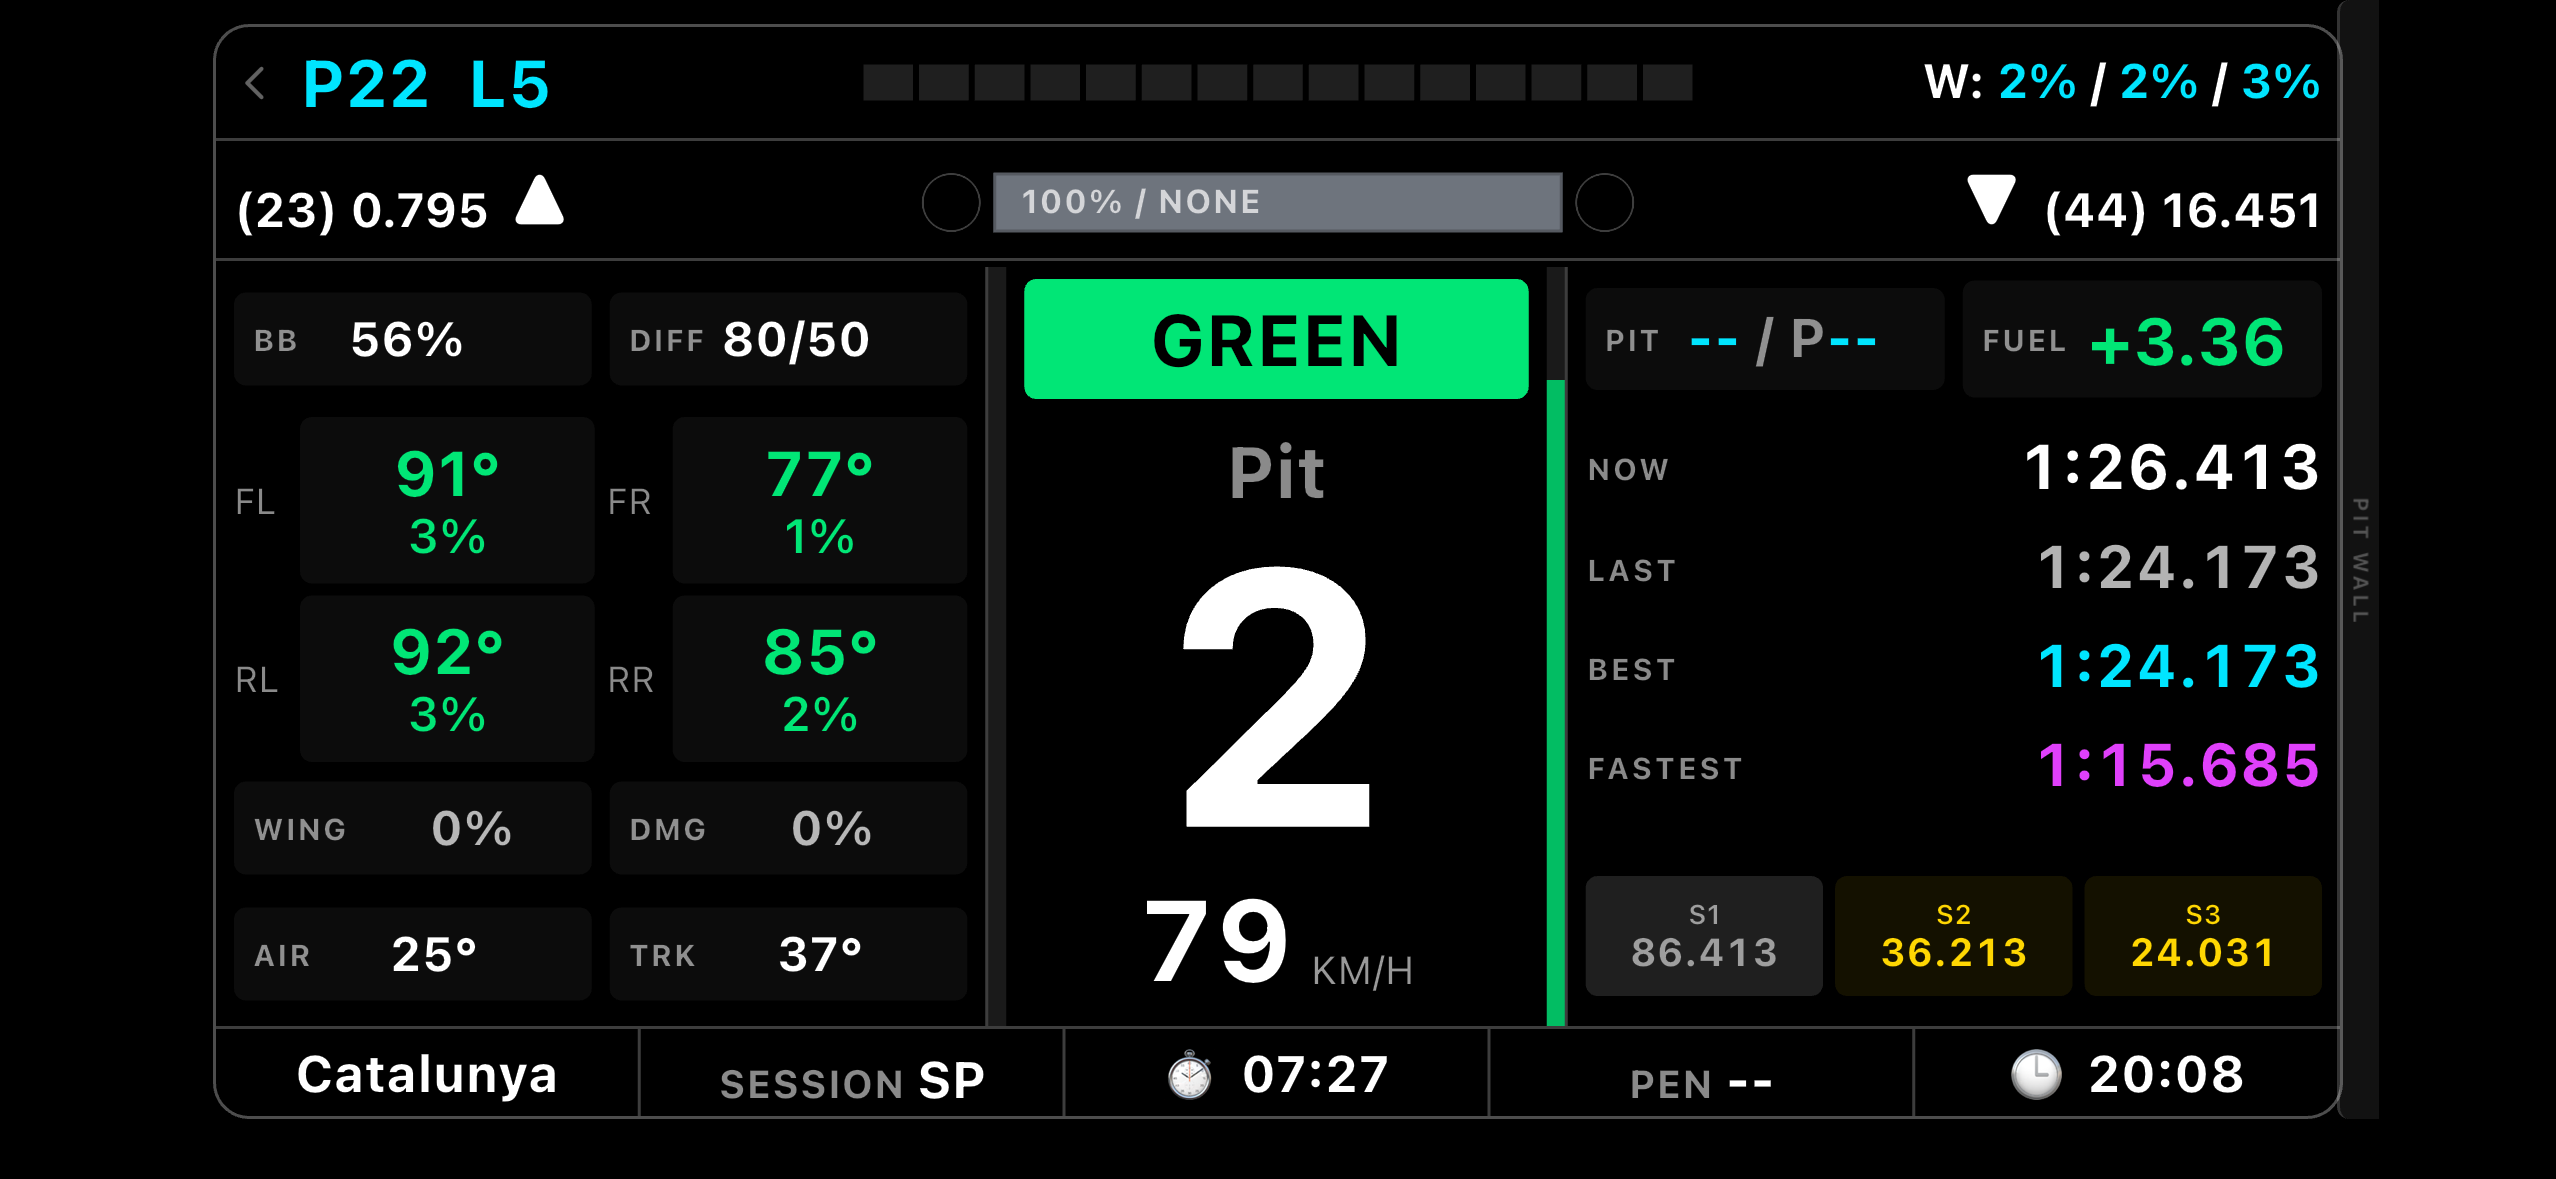 P22 L5
W: 2% / 2% / 3%
(23) 0.795
100% / NONE
(44) 16.451
BB 56%
DIFF 80/50
FL 91° 3%
FR 77° 1%
RL 92° 3%
RR 85° 2%
WING 0%
DMG 0%
AIR 25°
TRK 37°
GREEN
Pit
2
79 KM/H
PIT -- / P--
FUEL +3.36
NOW 1:26.413
LAST 1:24.173
BEST 1:24.173
FASTEST 1:15.685
S1 86.413
S2 36.213
S3 24.031
PIT WALL
Catalunya
SESSION SP
07:27
PEN --
20:08